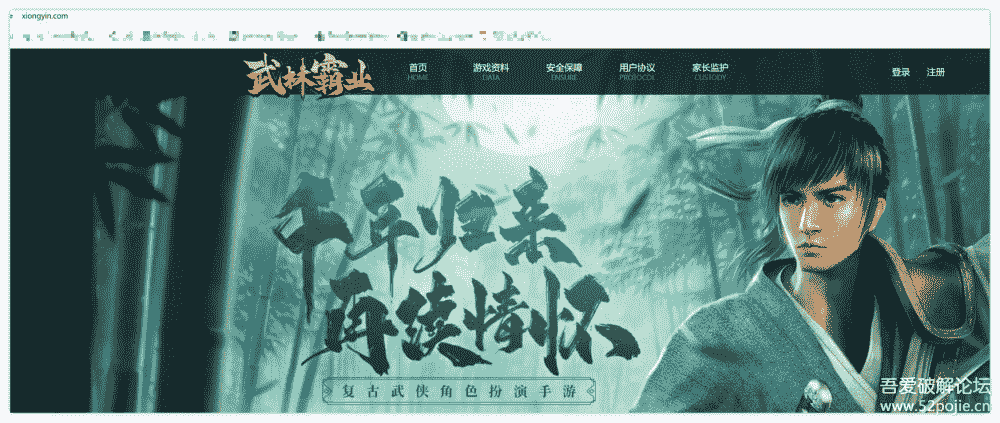 xiongyin.com
武林霸业
首页 游戏资料 安全保障 用户协议 家长监护 登录 注册
HOME DATA ENSURE PROTOCOL CUSTODY
千年归来
再续情怀
复古武侠角色扮演手游
吾爱破解论坛
www.52pojie.cn